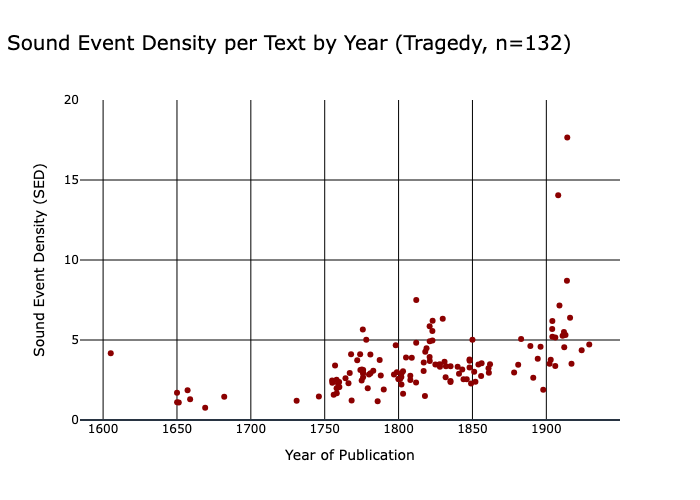 Sound Event Density per Text by Year (Tragedy, n=132)
20
15
10
5
0
Sound Event Density (SED)
1600 1650 1700 1750 1800 1850 1900
Year of Publication